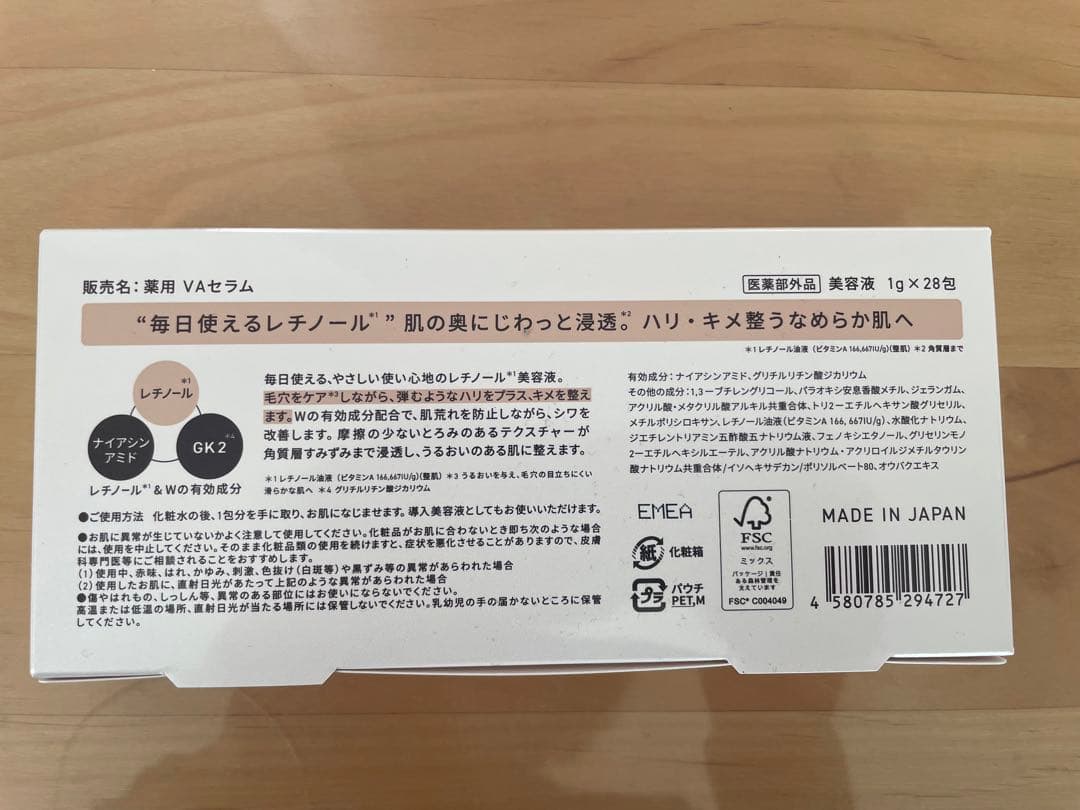 販売名：薬用 VAセラム
医薬部外品 美容液 1g×28包
“毎日使えるレチノール*1” 肌の奥にじわっと浸透。*2 ハリ・キメ整うなめらか肌へ
*1 レチノール油液（ビタミンA 166,667IU/g）(整肌) *2 角質層まで
レチノール*1
ナイアシン
アミド
GK2*4
レチノール*1&Wの有効成分
毎日使える、やさしい使い心地のレチノール*1美容液。
毛穴をケア*3しながら、弾むようなハリをプラス、キメを整え
ます。Wの有効成分配合で、肌荒れを防止しながら、シワを
改善します。摩擦の少ないとろみのあるテクスチャーが
角質層すみずみまで浸透し、うるおいのある肌に整えます。
*1 レチノール油液（ビタミンA 166,667IU/g）(整肌) *3 うるおいを与え、毛穴の目立ちにくい
滑らかな肌へ *4 グリチルリチン酸ジカリウム
有効成分：ナイアシンアミド、グリチルリチン酸ジカリウム
その他の成分：1,3－ブチレングリコール、パラオキシ安息香酸メチル、ジェランガム、
アクリル酸・メタクリル酸アルキル共重合体、トリ2－エチルヘキサン酸グリセリル、
メチルポリシロキサン、レチノール油液（ビタミンA 166, 667IU/g）、水酸化ナトリウム、
ジエチレントリアミン五酢酸五ナトリウム液、フェノキシエタノール、グリセリンモノ
2－エチルヘキシルエーテル、アクリル酸ナトリウム・アクリロイルジメチルタウリン
酸ナトリウム共重合体/イソヘキサデカン/ポリソルベート80、オウバクエキス
●ご使用方法 化粧水の後、1包分を手に取り、お肌になじませます。導入美容液としてもお使いいただけます。
●お肌に異常が生じていないかよく注意して使用してください。化粧品がお肌に合わないとき即ち次のような場合
には、使用を中止してください。そのまま化粧品類の使用を続けますと、症状を悪化させることがありますので、皮膚
科専門医等にご相談されることをおすすめします。
(1)使用中、赤味、はれ、かゆみ、刺激、色抜け(白斑等)や黒ずみ等の異常があらわれた場合
(2)使用したお肌に、直射日光があたって上記のような異常があらわれた場合
●傷やはれもの、しっしん等、異常のある部位にはお使いにならないでください。
高温または低温の場所、直射日光が当たる場所には保管しないでください。乳幼児の手の届かないところに保管
してください。
EMEA
紙 化粧箱
プラ パウチ
PET,M
FSC
www.fsc.org
ミックス
パッケージ｜責任
ある森林管理を
支えています
FSC® C004049
MADE IN JAPAN
4 580785 294727